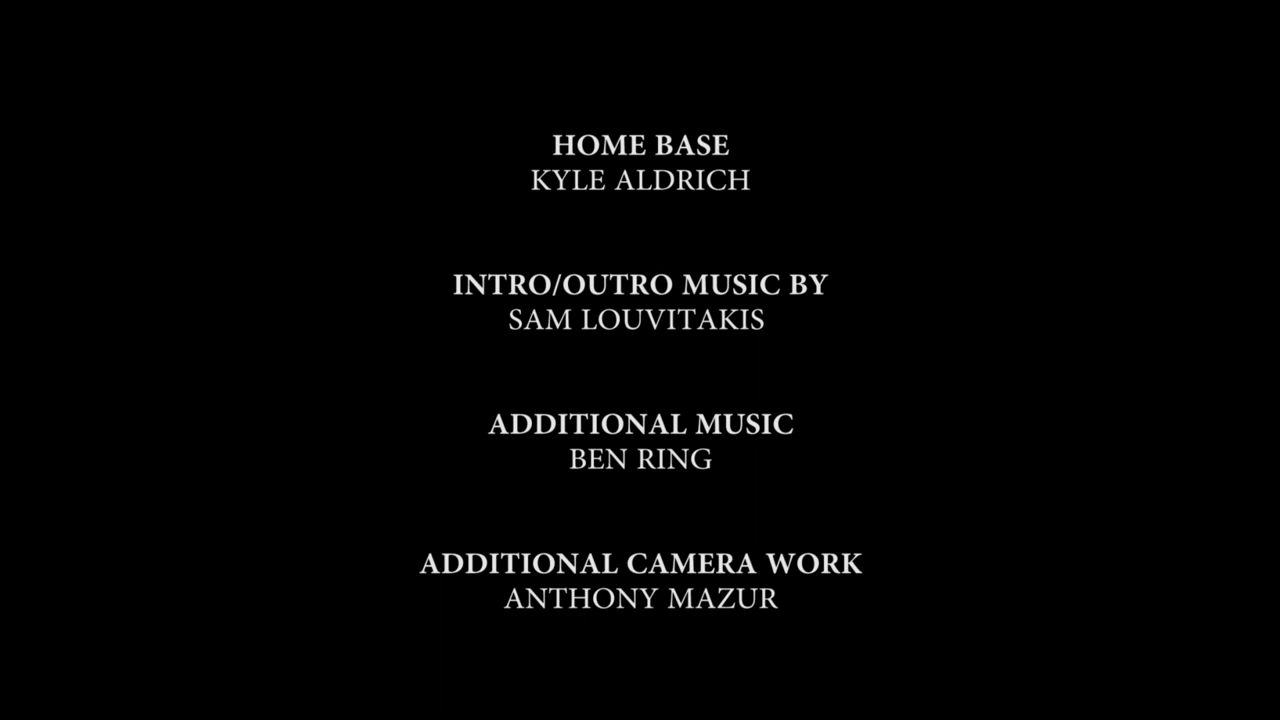 HOME BASE
KYLE ALDRICH
INTRO/OUTRO MUSIC BY
SAM LOUVITAKIS
ADDITIONAL MUSIC
BEN RING
ADDITIONAL CAMERA WORK
ANTHONY MAZUR